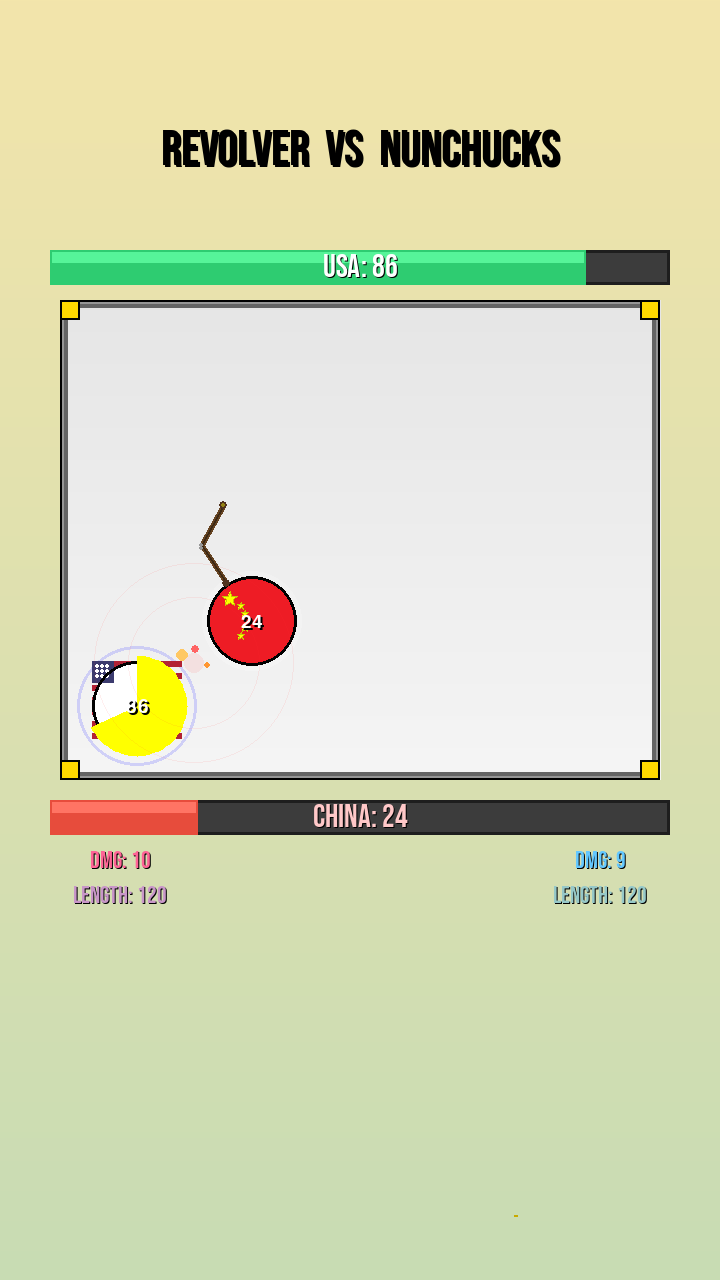 REVOLVER VS NUNCHUCKS
USA: 86
24
86
CHINA: 24
DMG: 10
DMG: 9
LENGTH: 120
LENGTH: 120